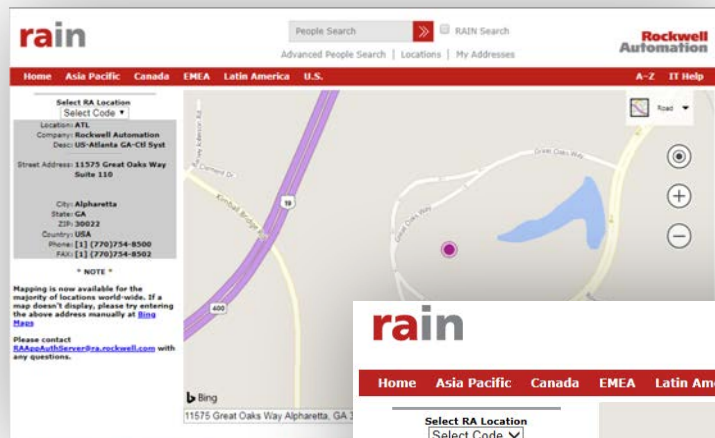 rain
People Search
RAIN Search
Advanced People Search | Locations | My Addresses
Rockwell
Automation
Home Asia Pacific Canada EMEA Latin America U.S.
A-Z IT Help
Select RA Location
Select Code
Location: ATL
Company: Rockwell Automation
Desc: US-Atlanta GA-Ctl Syst
Street Address: 11575 Great Oaks Way
Suite 110
City: Alpharetta
State: GA
ZIP: 30022
Country: USA
Phone: [1] (770)754-8500
FAX: [1] (770)754-8502
* NOTE *
Mapping is now available for the
majority of locations world-wide. If a
map doesn't display, please try entering
the above address manually at Bing
Maps
Please contact
RAAppAuthServer@ra.rockwell.com with
any questions.
Road
Great Oaks Way
Great Oaks Way
Kimball Bridge Rd
19
400
Bing
11575 Great Oaks Way Alpharetta, GA 3
rain
Home Asia Pacific Canada EMEA Latin Ame
Select RA Location
Select Code